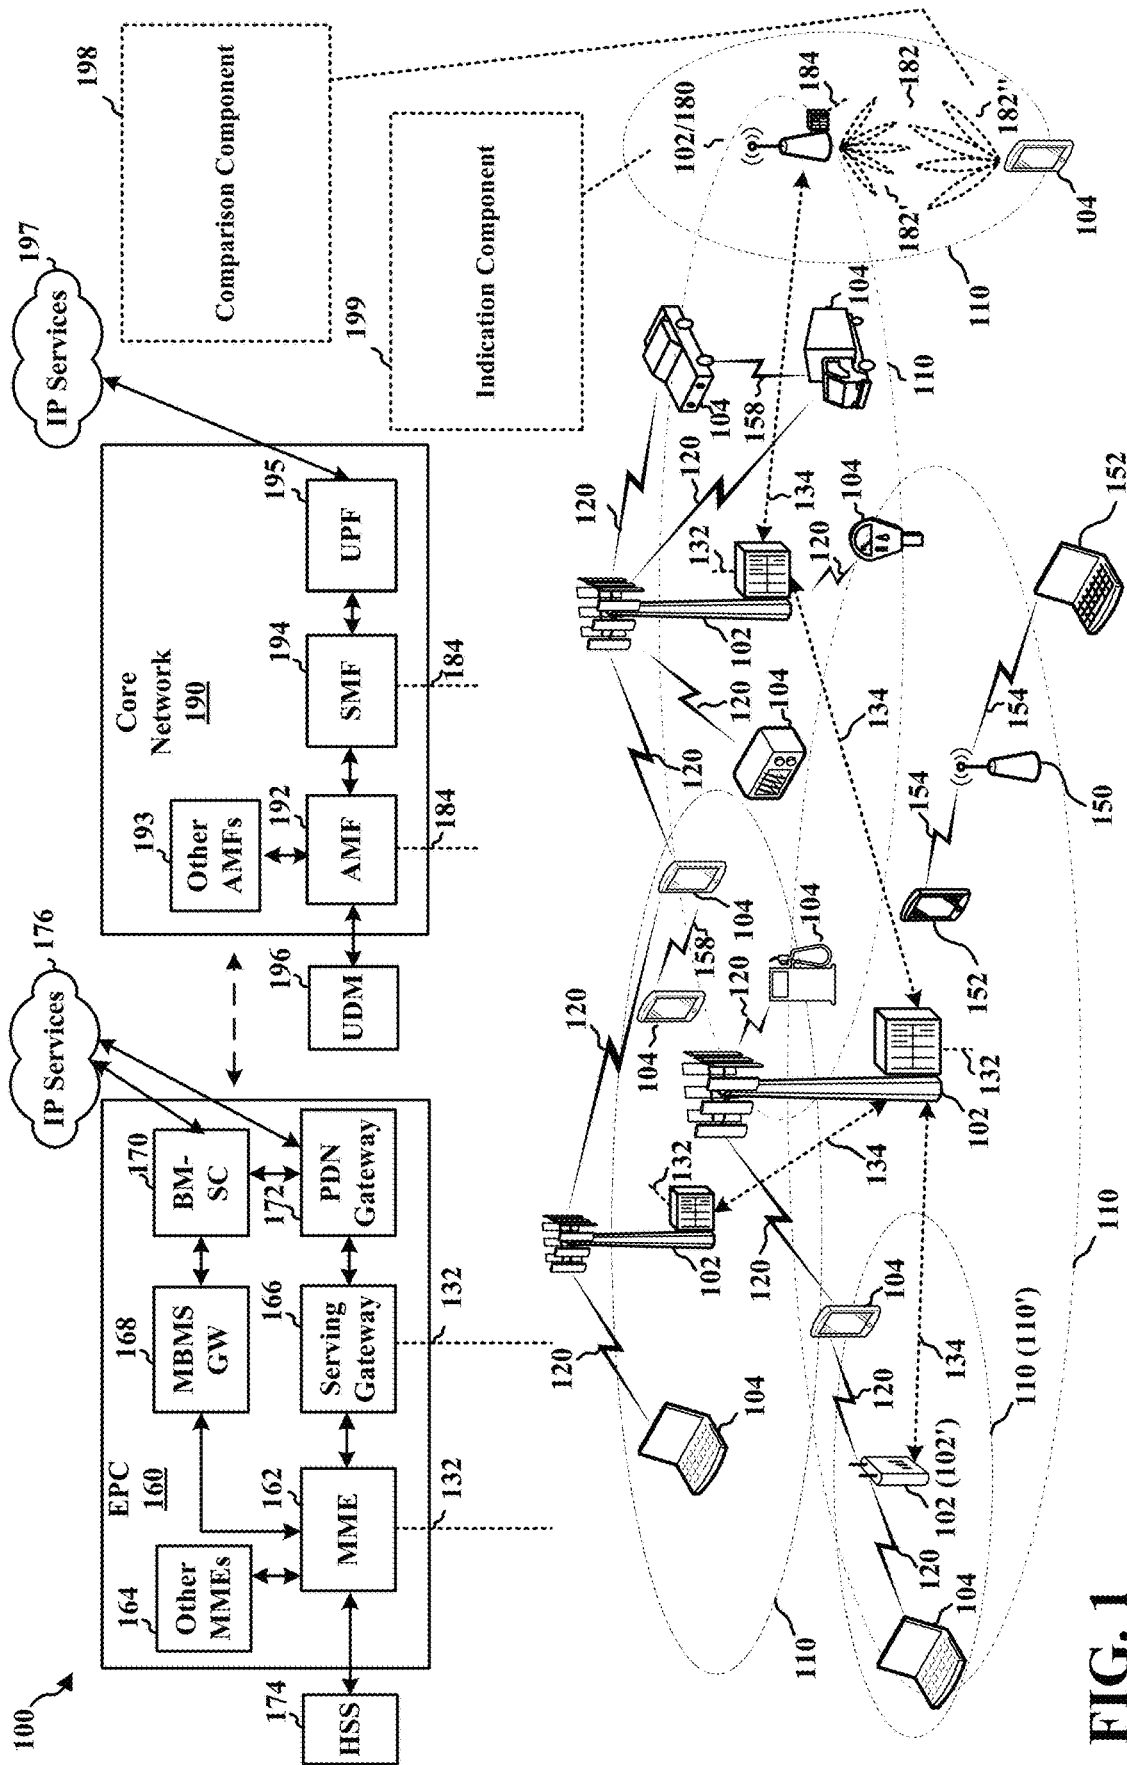 100
EPC
160
164
Other
MMEs
162
MME
174
HSS
168
MBMS
GW
166
Serving
Gateway
170
BM-
SC
172
PDN
Gateway
176
IP Services
132
132
196
UDM
Core
Network
190
193
Other
AMFs
192
AMF
194
SMF
195
UPF
184
184
197
IP Services
198
Comparison Component
199
Indication Component
120
104
102
132
120
134
104
158
104
120
120
104
102
132
120
104
120
102
132
134
120
120
104
158
104
110
102/180
184
182
182'
182"
104
110
120
104
134
110
120
104
102 (102')
120
104
134
110 (110')
102
132
152
154
150
154
152
110
FIG. 1